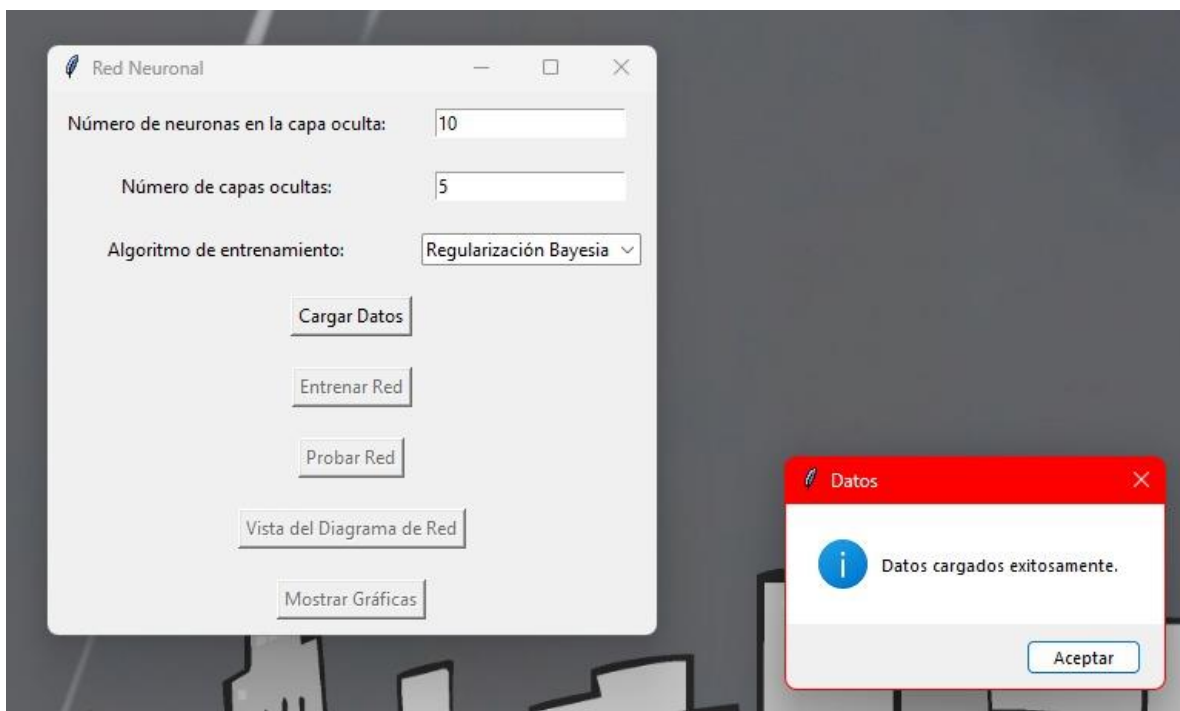 Red Neuronal
Número de neuronas en la capa oculta:
10
Número de capas ocultas:
5
Algoritmo de entrenamiento:
Regularización Bayesia
Cargar Datos
Entrenar Red
Probar Red
Vista del Diagrama de Red
Mostrar Gráficas
Datos
Datos cargados exitosamente.
Aceptar